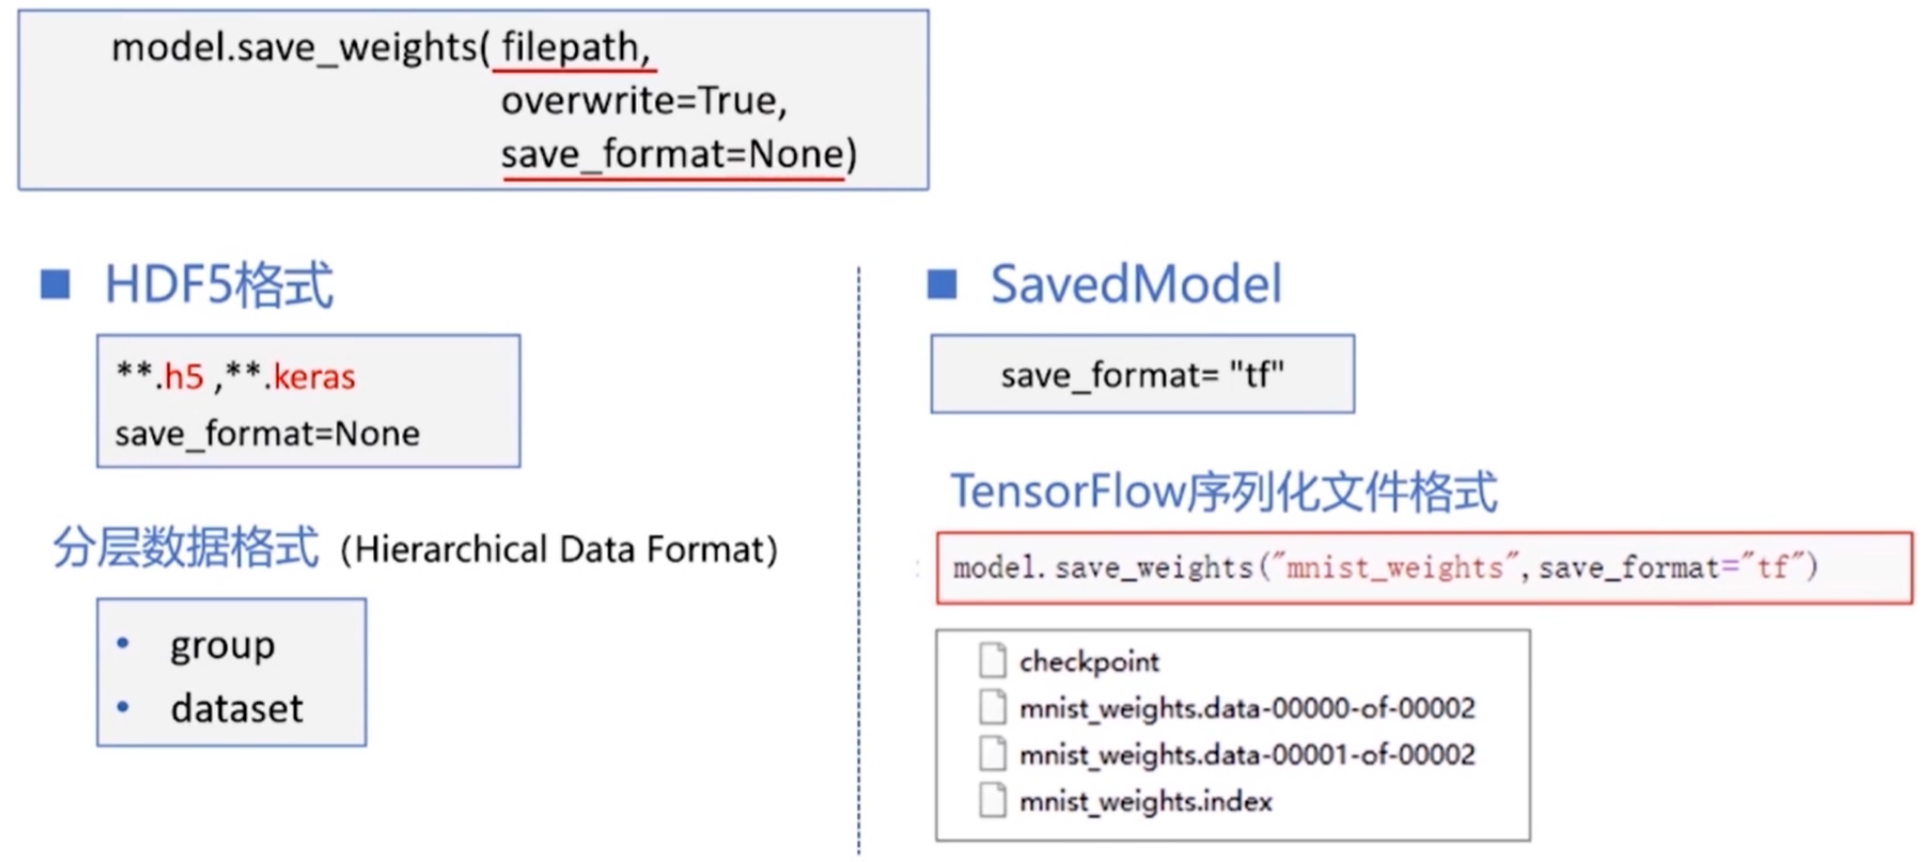 model.save_weights( filepath,
overwrite=True,
save_format=None)
HDF5格式
**.h5 ,**.keras
save_format=None
分层数据格式 (Hierarchical Data Format)
• group
• dataset
SavedModel
save_format= "tf"
TensorFlow序列化文件格式
model. save_weights("mnist_weights", save_format="tf")
checkpoint
mnist_weights.data-00000-of-00002
mnist_weights.data-00001-of-00002
mnist_weights.index